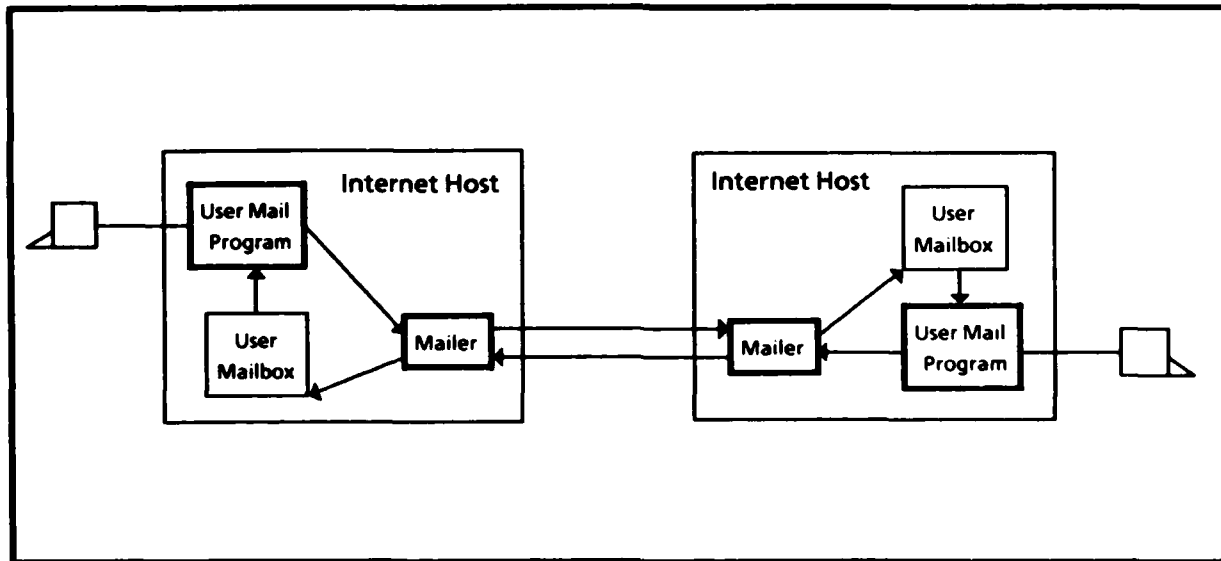 Internet Host
User Mail
Program
User
Mailbox
Mailer
Internet Host
User
Mailbox
Mailer
User Mail
Program